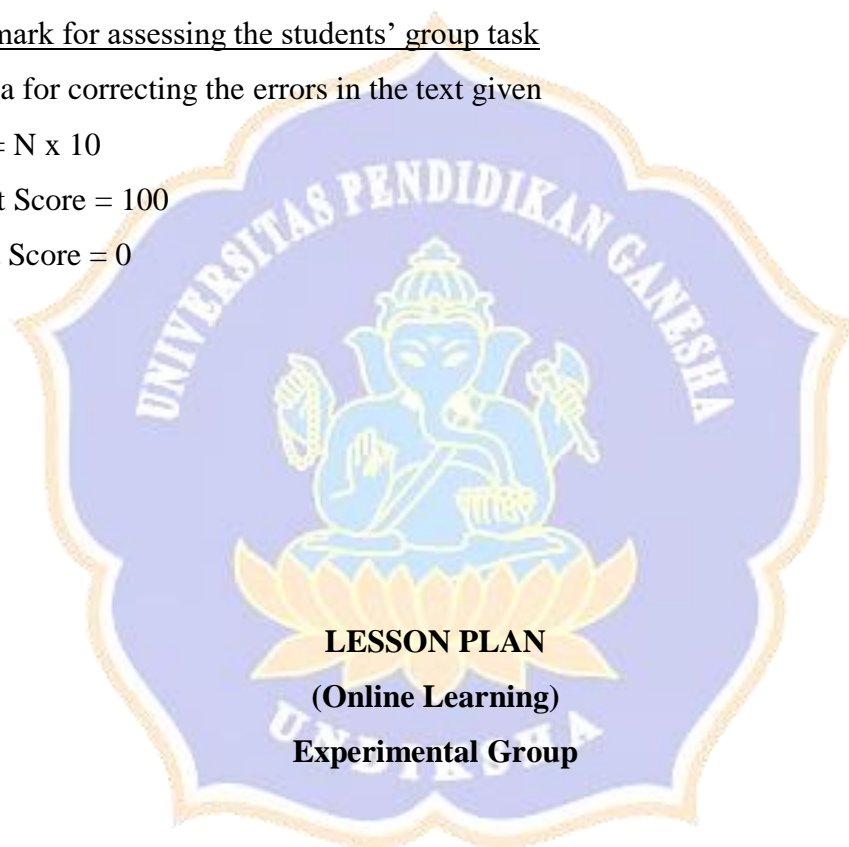 mark for assessing the students' group task
a for correcting the errors in the text given
= N x 10
t Score = 100
Score = 0
UNIVERSITAS PENDIDIKAN GANESHA
LESSON PLAN
(Online Learning)
Experimental Group
UNDIKSHA